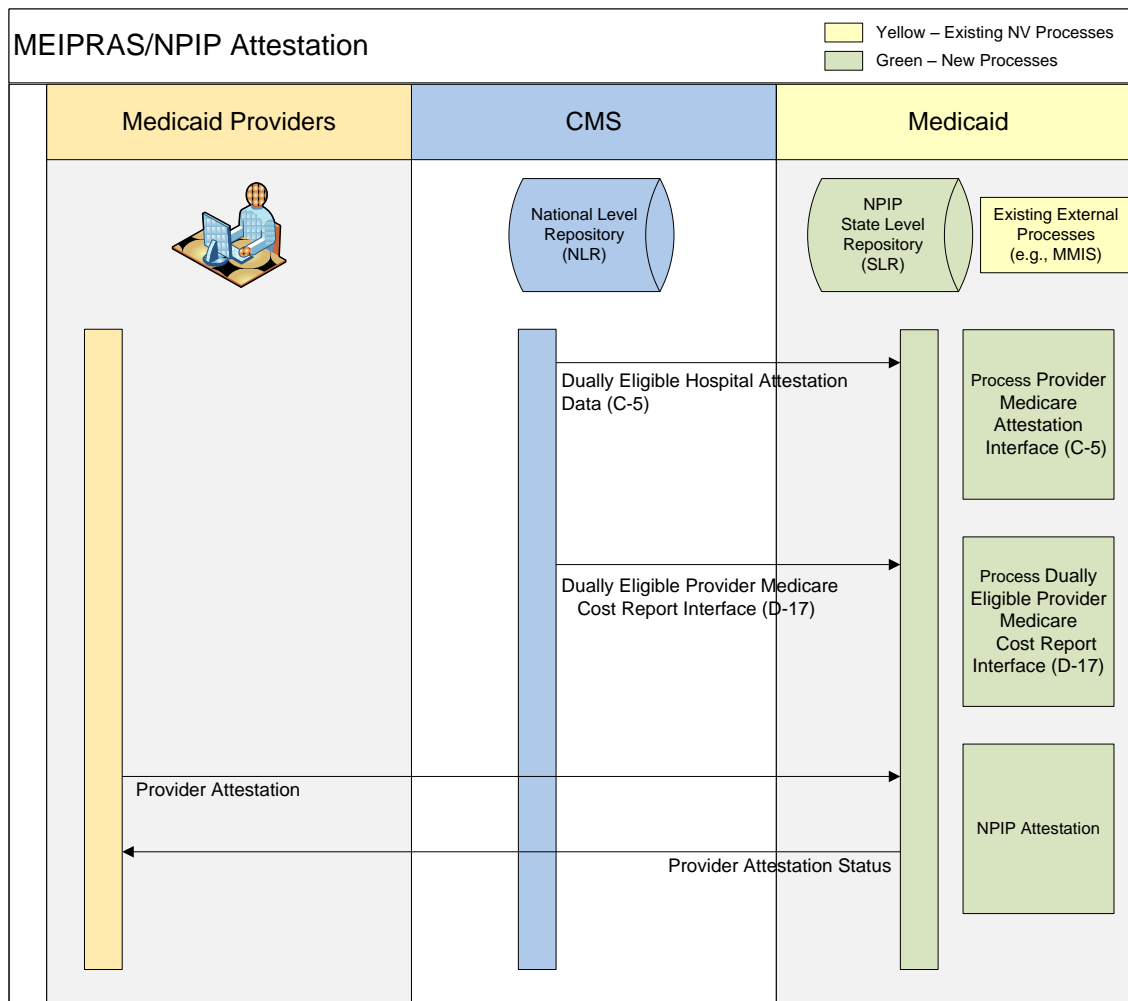 MEIPRAS/NPIP Attestation
Yellow – Existing NV Processes
Green – New Processes
Medicaid Providers
CMS
Medicaid
National Level
Repository
(NLR)
NPIP
State Level
Repository
(SLR)
Existing External
Processes
(e.g., MMIS)
Dually Eligible Hospital Attestation
Data (C-5)
Process Provider
Medicare
Attestation
Interface (C-5)
Dually Eligible Provider Medicare
Cost Report Interface (D-17)
Process Dually
Eligible Provider
Medicare
Cost Report
Interface (D-17)
Provider Attestation
NPIP Attestation
Provider Attestation Status